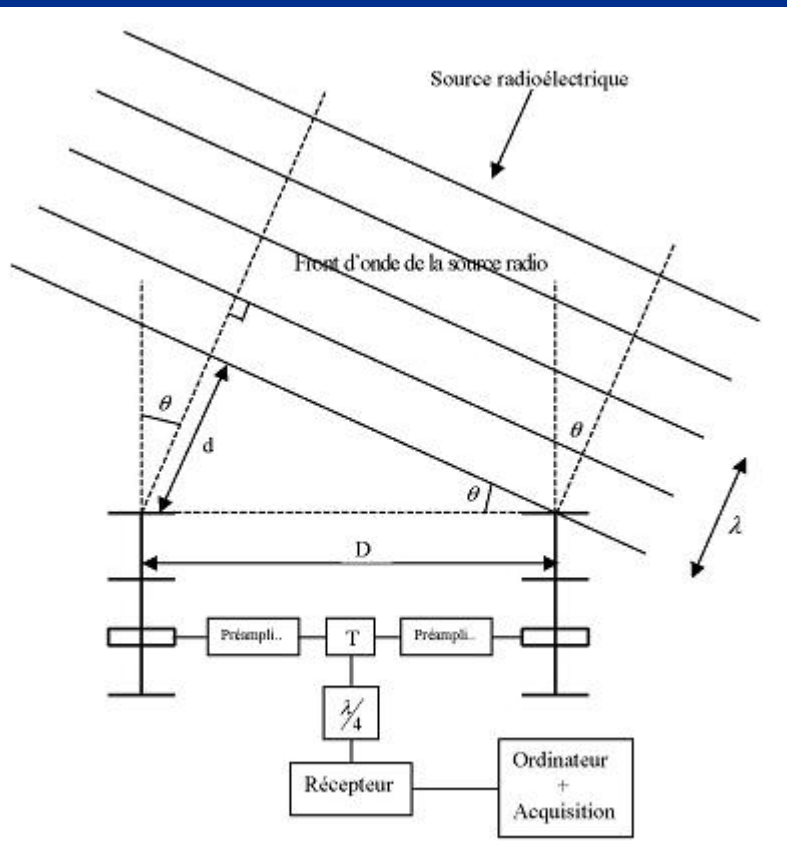 Source radioélectrique
Front d'onde de la source radio
θ
θ
d
θ
λ
D
Préampli..
T
Préampli..
λ/4
Récepteur
Ordinateur
+
Acquisition